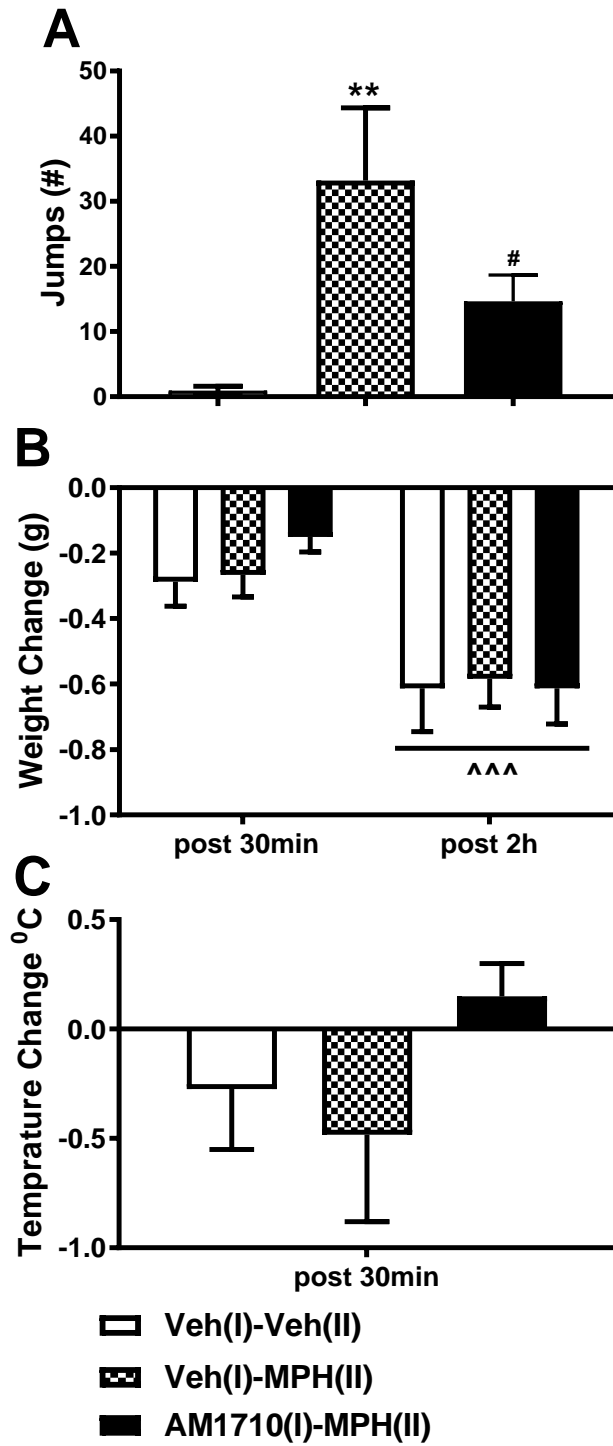 A
Jumps (#)
50
40
30
20
10
0
**
#
B
Weight Change (g)
0.0
-0.2
-0.4
-0.6
-0.8
-1.0
^^^
post 30min post 2h
C
Temprature Change ⁰C
0.5
0.0
-0.5
-1.0
post 30min
Veh(I)-Veh(II)
Veh(I)-MPH(II)
AM1710(I)-MPH(II)